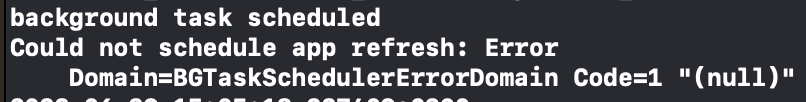 background task scheduled
Could not schedule app refresh: Error
Domain=BGTaskSchedulerErrorDomain Code=1 "(null)"